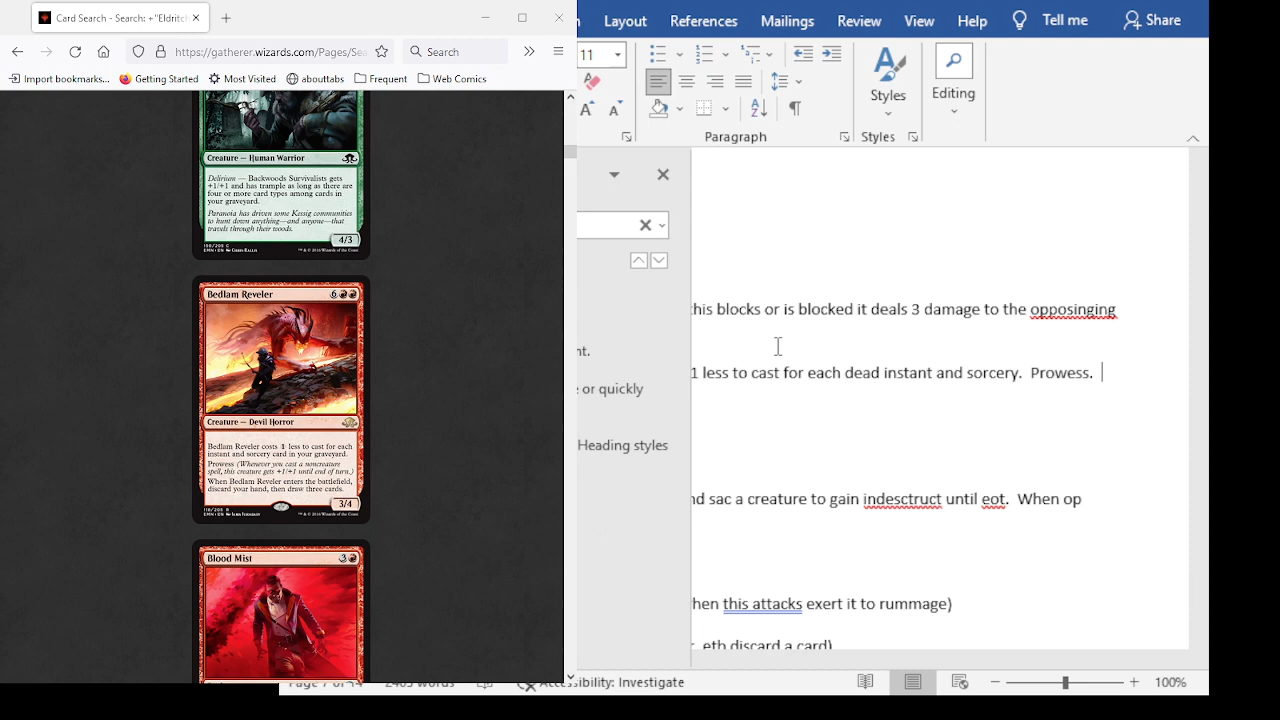 Card Search - Search: +"Eldritch
https://gatherer.wizards.com/Pages/Sea
Search
Import bookmarks...
Getting Started
Most Visited
abouttabs
Frequent
Web Comics
Creature — Human Warrior
Delirium — Backwoods Survivalists gets
+1/+1 and has trample as long as there are
four or more card types among cards in
your graveyard.
Paranoia has driven some Kessig communities
to hunt down anything—and anyone—that
travels through their woods.
4/3
Bedlam Reveler
6
Creature — Devil Horror
Bedlam Reveler costs 1 less to cast for each
instant and sorcery card in your graveyard.
Prowess (Whenever you cast a noncreature
spell, this creature gets +1/+1 until end of turn.)
When Bedlam Reveler enters the battlefield,
discard your hand, then draw three cards.
3/4
Blood Mist
3
Layout
References
Mailings
Review
View
Help
Tell me
Share
11
Styles
Editing
Paragraph
Styles
nt.
e or quickly
Heading styles
this blocks or is blocked it deals 3 damage to the opposinging
1 less to cast for each dead instant and sorcery.  Prowess.
nd sac a creature to gain indesctruct until eot.  When op
hen this attacks exert it to rummage)
eth discard a card)
Page 7 of 14
2403 words
Accessibility: Investigate
100%